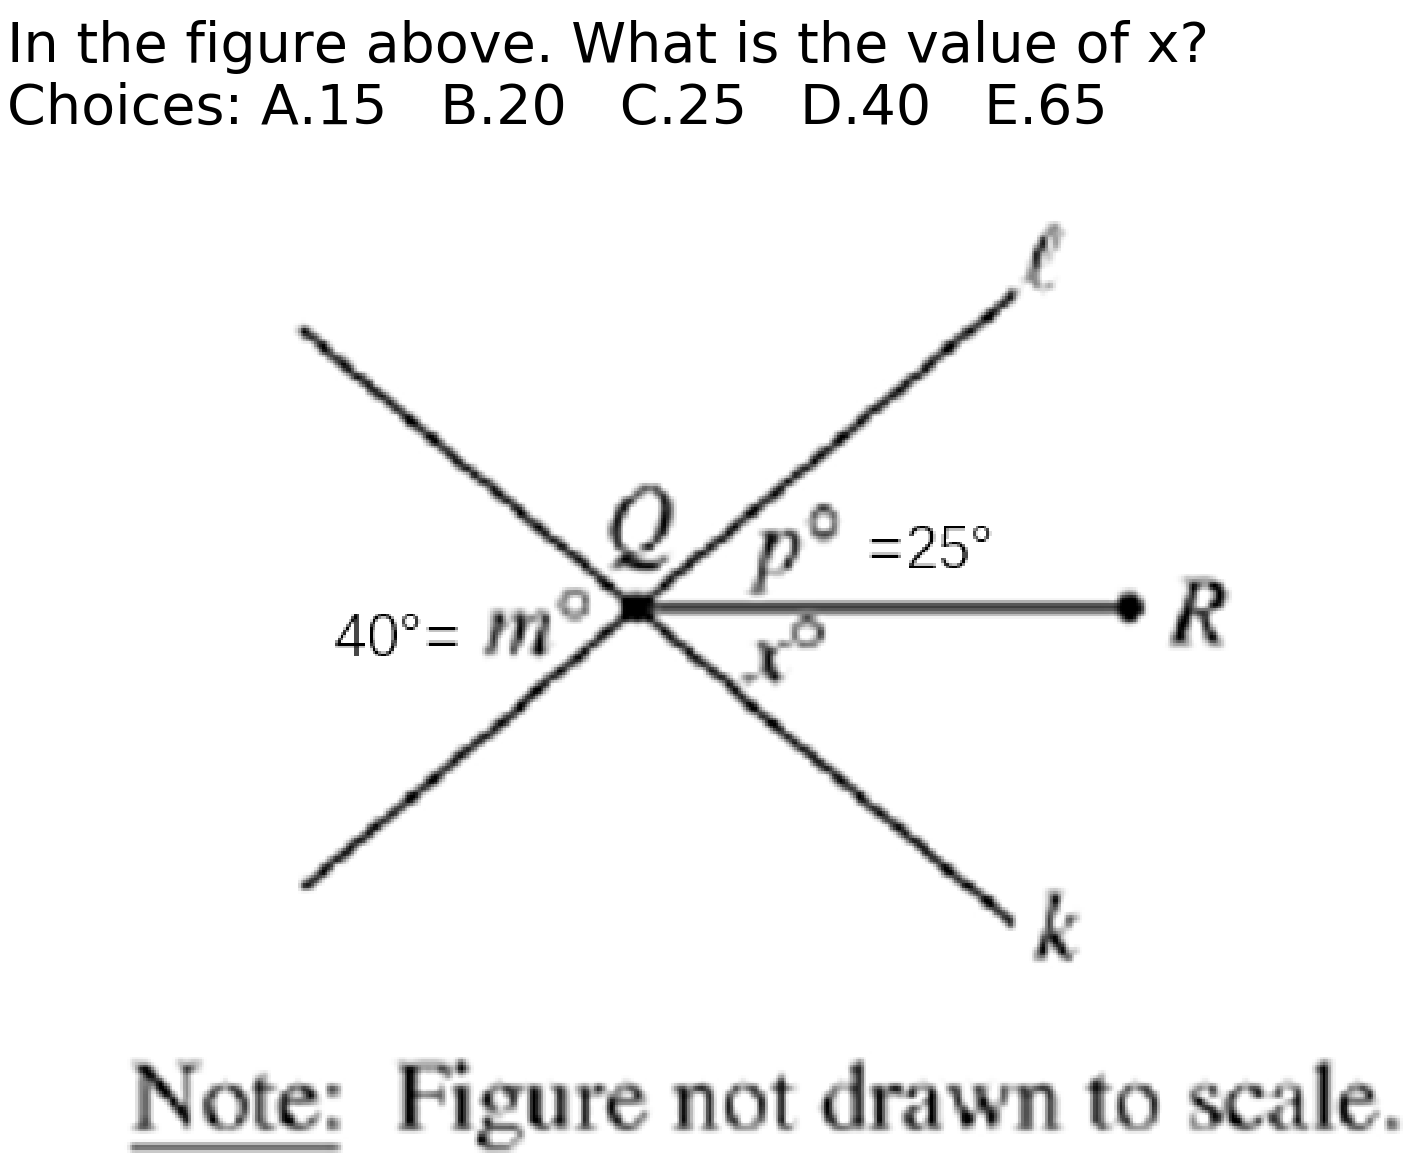 In the figure above. What is the value of x?
Choices: A.15 B.20 C.25 D.40 E.65
ℓ
Q
p° =25°
R
40°= m°
x°
k
Note: Figure not drawn to scale.